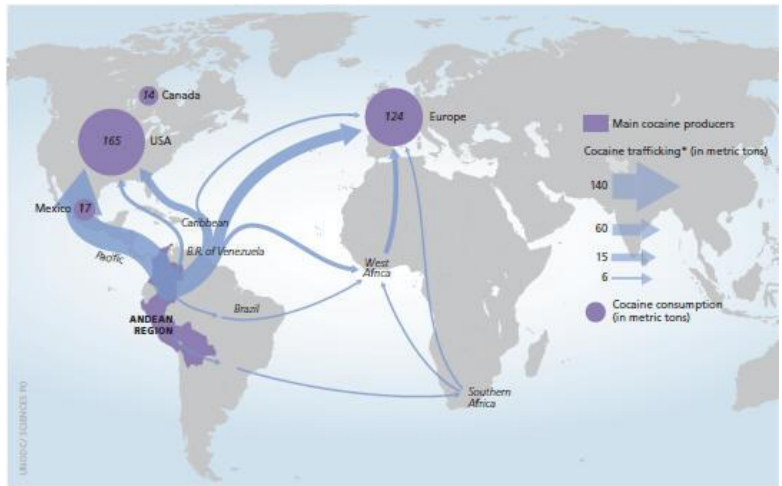 14 Canada
165 USA
124 Europe
Mexico 17
Pacific
Caribbean
B.R. of Venezuela
ANDEAN
REGION
Brazil
West
Africa
Southern
Africa
Main cocaine producers
Cocaine trafficking* (in metric tons)
140
60
15
6
Cocaine consumption
(in metric tons)
UNODC / SCIENCES PO